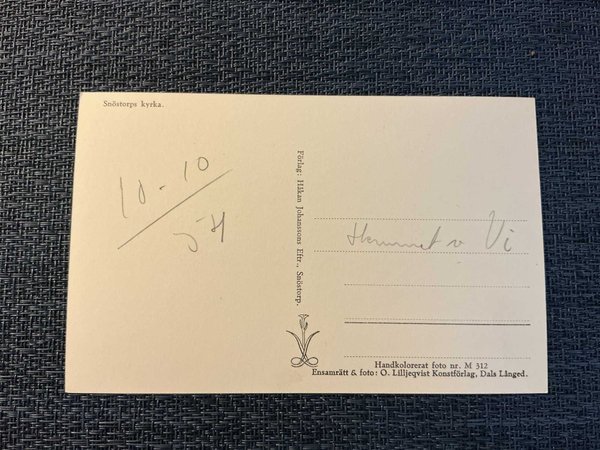 Snöstorps kyrka.
10-10
54
Förlag: Håkan Johanssons Eftr., Snöstorp.
Hemmet v Vi
Handkolorerat foto nr. M 312
Ensamrätt & foto: O. Lilljeqvist Konstförlag, Dals Långed.